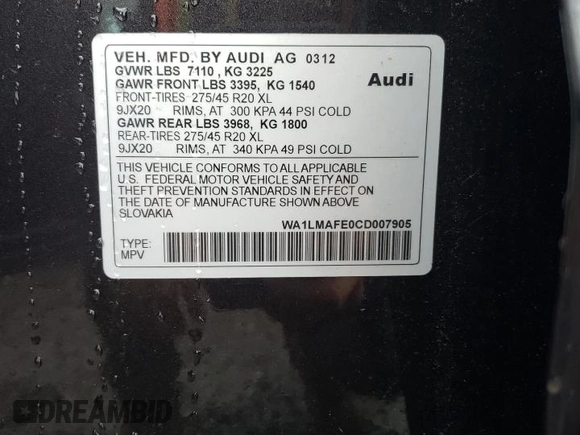 VEH. MFD. BY AUDI AG 0312
GVWR LBS 7110, KG 3225
GAWR FRONT LBS 3395, KG 1540
Audi
FRONT-TIRES 275/45 R20 XL
9JX20 RIMS, AT 300 KPA 44 PSI COLD
GAWR REAR LBS 3968, KG 1800
REAR-TIRES 275/45 R20 XL
9JX20 RIMS, AT 340 KPA 49 PSI COLD
THIS VEHICLE CONFORMS TO ALL APPLICABLE
U.S. FEDERAL MOTOR VEHICLE SAFETY AND
THEFT PREVENTION STANDARDS IN EFFECT ON
THE DATE OF MANUFACTURE SHOWN ABOVE
SLOVAKIA
WA1LMAFE0CD007905
TYPE:
MPV
DREAMBID